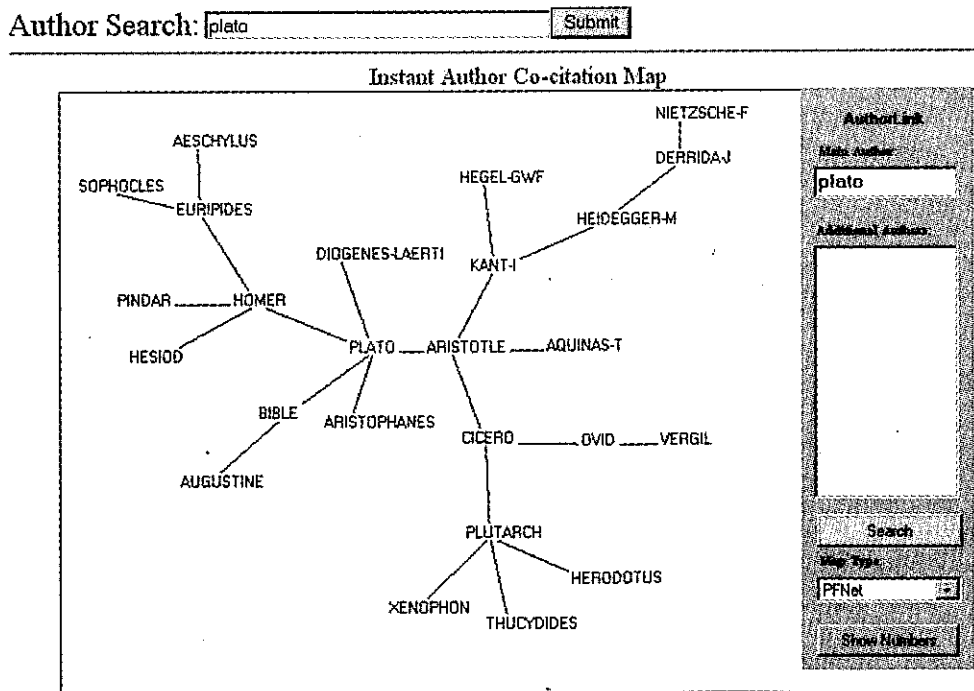 Author Search: plato Submit
Instant Author Co-citation Map
NIETZSCHE-F
AuthorLink
AESCHYLUS
DERRIDA-J
Main Author
SOPHOCLES
HEGEL-GWF
plato
EURIPIDES
HEIDEGGER-M
Additional Authors
DIOGENES-LAERTI
KANT-I
PINDAR
HOMER
HESIOD
PLATO
ARISTOTLE
AQUINAS-T
BIBLE
ARISTOPHANES
CICERO
OVID
VERGIL
AUGUSTINE
PLUTARCH
Search
Map Type
HERODOTUS
PFNet
XENOPHON
THUCYDIDES
Show Numbers